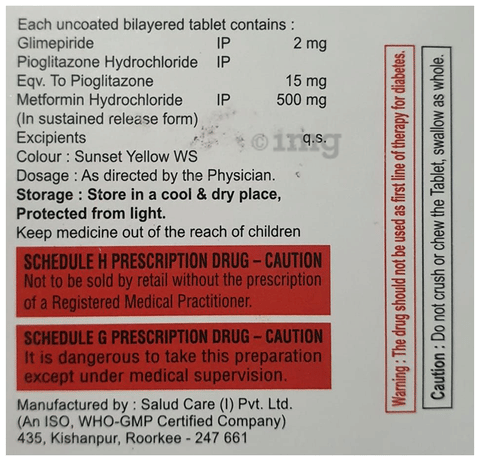 Each uncoated bilayered tablet contains :
Glimepiride IP 2 mg
Pioglitazone Hydrochloride IP
Eqv. To Pioglitazone 15 mg
Metformin Hydrochloride IP 500 mg
(In sustained release form)
Excipients q.s.
Colour : Sunset Yellow WS
Dosage : As directed by the Physician.
Storage : Store in a cool & dry place,
Protected from light.
Keep medicine out of the reach of children
SCHEDULE H PRESCRIPTION DRUG – CAUTION
Not to be sold by retail without the prescription
of a Registered Medical Practitioner.
SCHEDULE G PRESCRIPTION DRUG – CAUTION
It is dangerous to take this preparation
except under medical supervision.
Manufactured by : Salud Care (I) Pvt. Ltd.
(An ISO, WHO-GMP Certified Company)
435, Kishanpur, Roorkee - 247 661
Warning : The drug should not be used as first line of therapy for diabetes.
Caution : Do not crush or chew the Tablet, swallow as whole.
©1mg